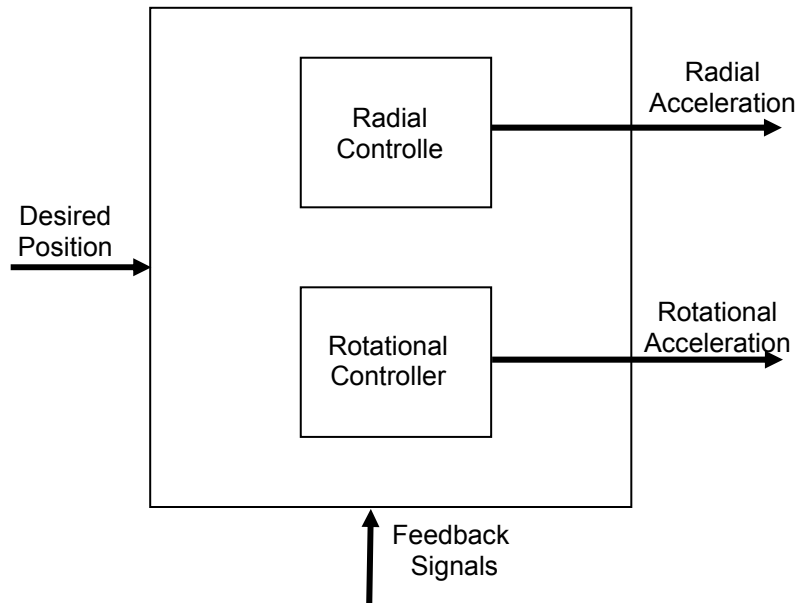 Radial
Controlle
Radial
Acceleration
Desired
Position
Rotational
Controller
Rotational
Acceleration
Feedback
Signals